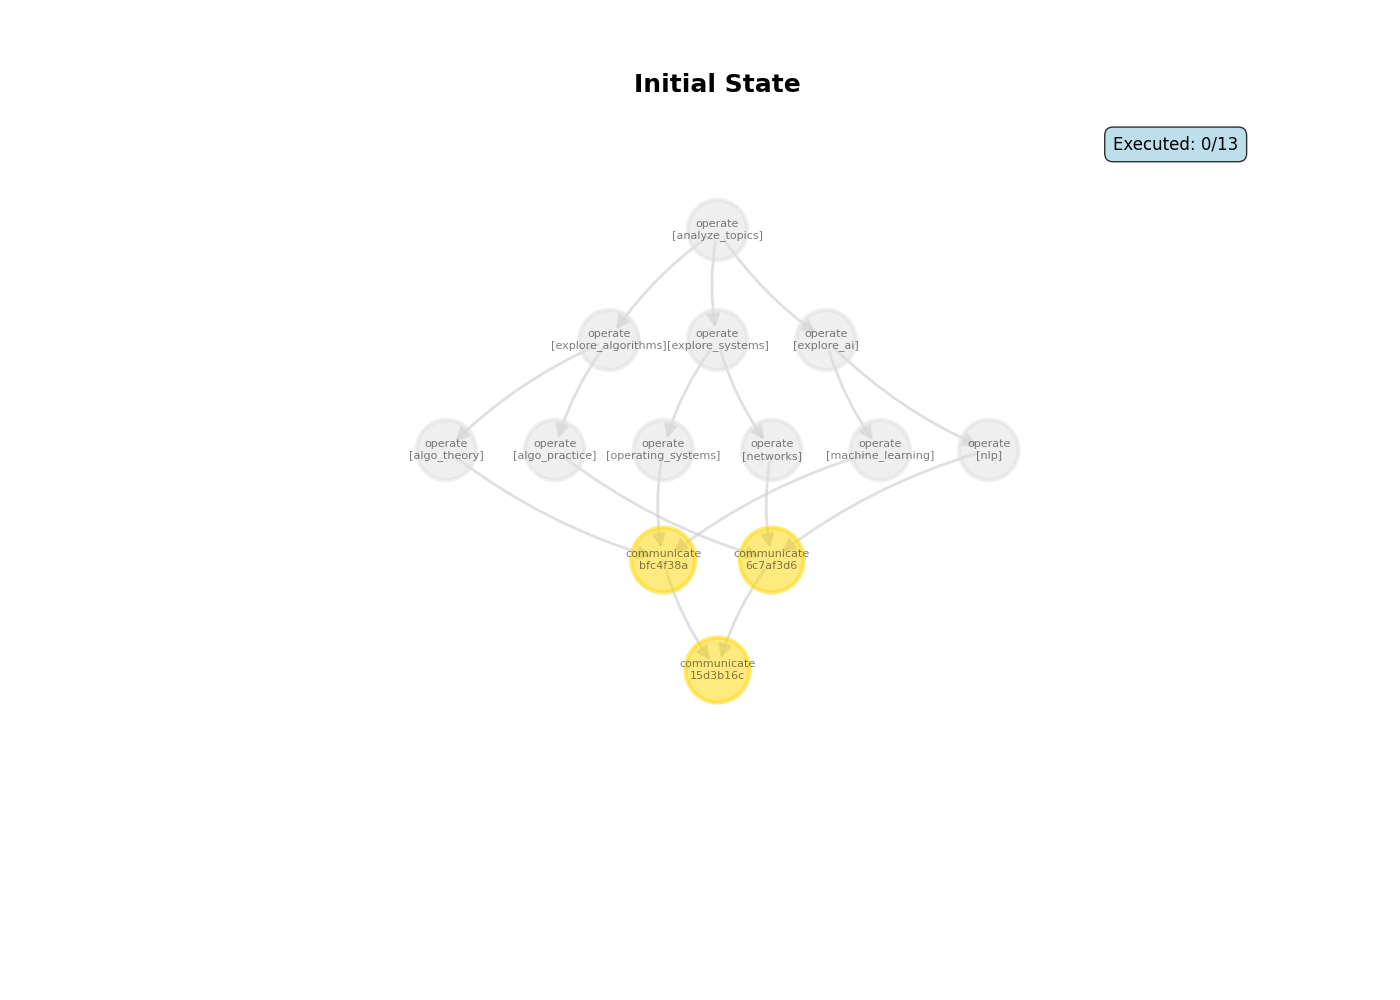 Initial State
Executed: 0/13
operate
[analyze_topics]
operate
[explore_algorithms]
operate
[explore_systems]
operate
[explore_ai]
operate
[algo_theory]
operate
[algo_practice]
operate
[operating_systems]
operate
[networks]
operate
[machine_learning]
operate
[nlp]
communicate
bfc4f38a
communicate
6c7af3d6
communicate
15d3b16c